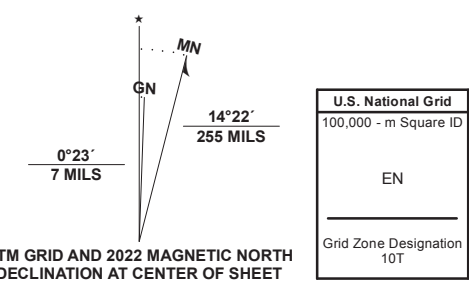 ★
MN
GN
14°22´
255 MILS
0°23´
7 MILS
TM GRID AND 2022 MAGNETIC NORTH
DECLINATION AT CENTER OF SHEET
U.S. National Grid
100,000 - m Square ID
EN
Grid Zone Designation
10T